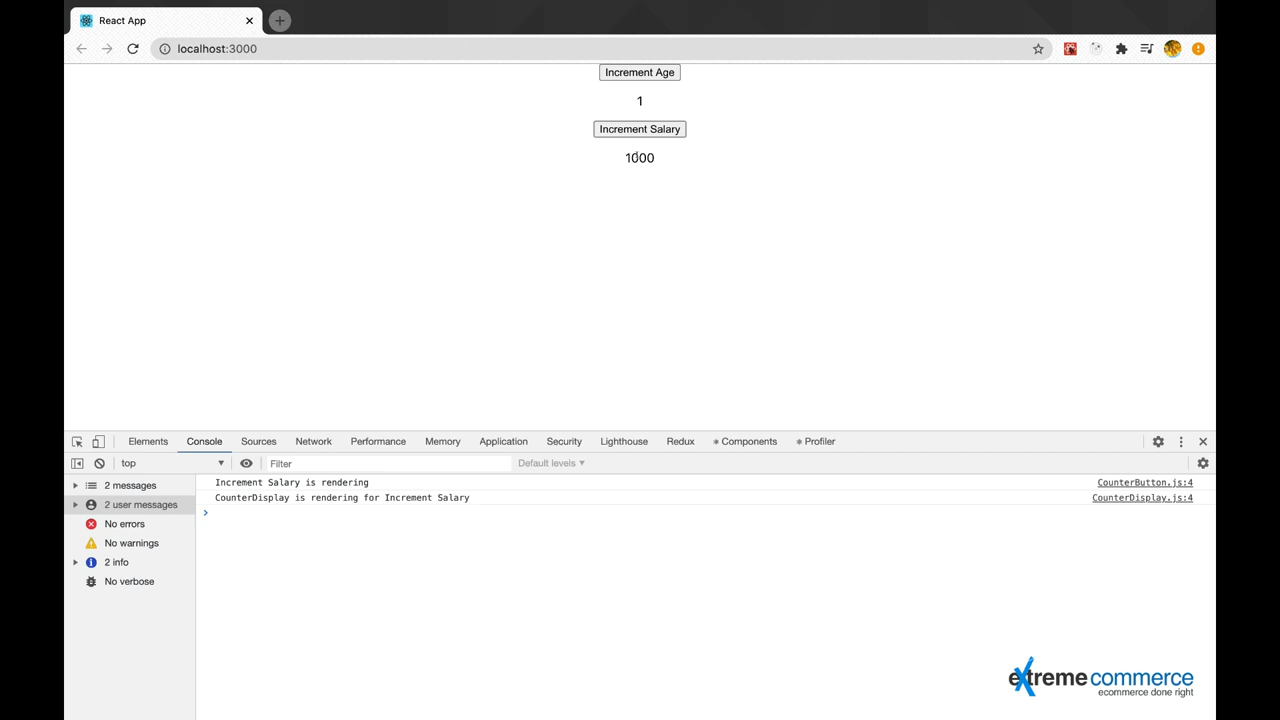 React App
localhost:3000
Increment Age
1
Increment Salary
1000
Elements Console Sources Network Performance Memory Application Security Lighthouse Redux Components Profiler
top Filter Default levels
2 messages
2 user messages
No errors
No warnings
2 info
No verbose
Increment Salary is rendering CounterButton.js:4
CounterDisplay is rendering for Increment Salary CounterDisplay.js:4
extreme commerce
ecommerce done right